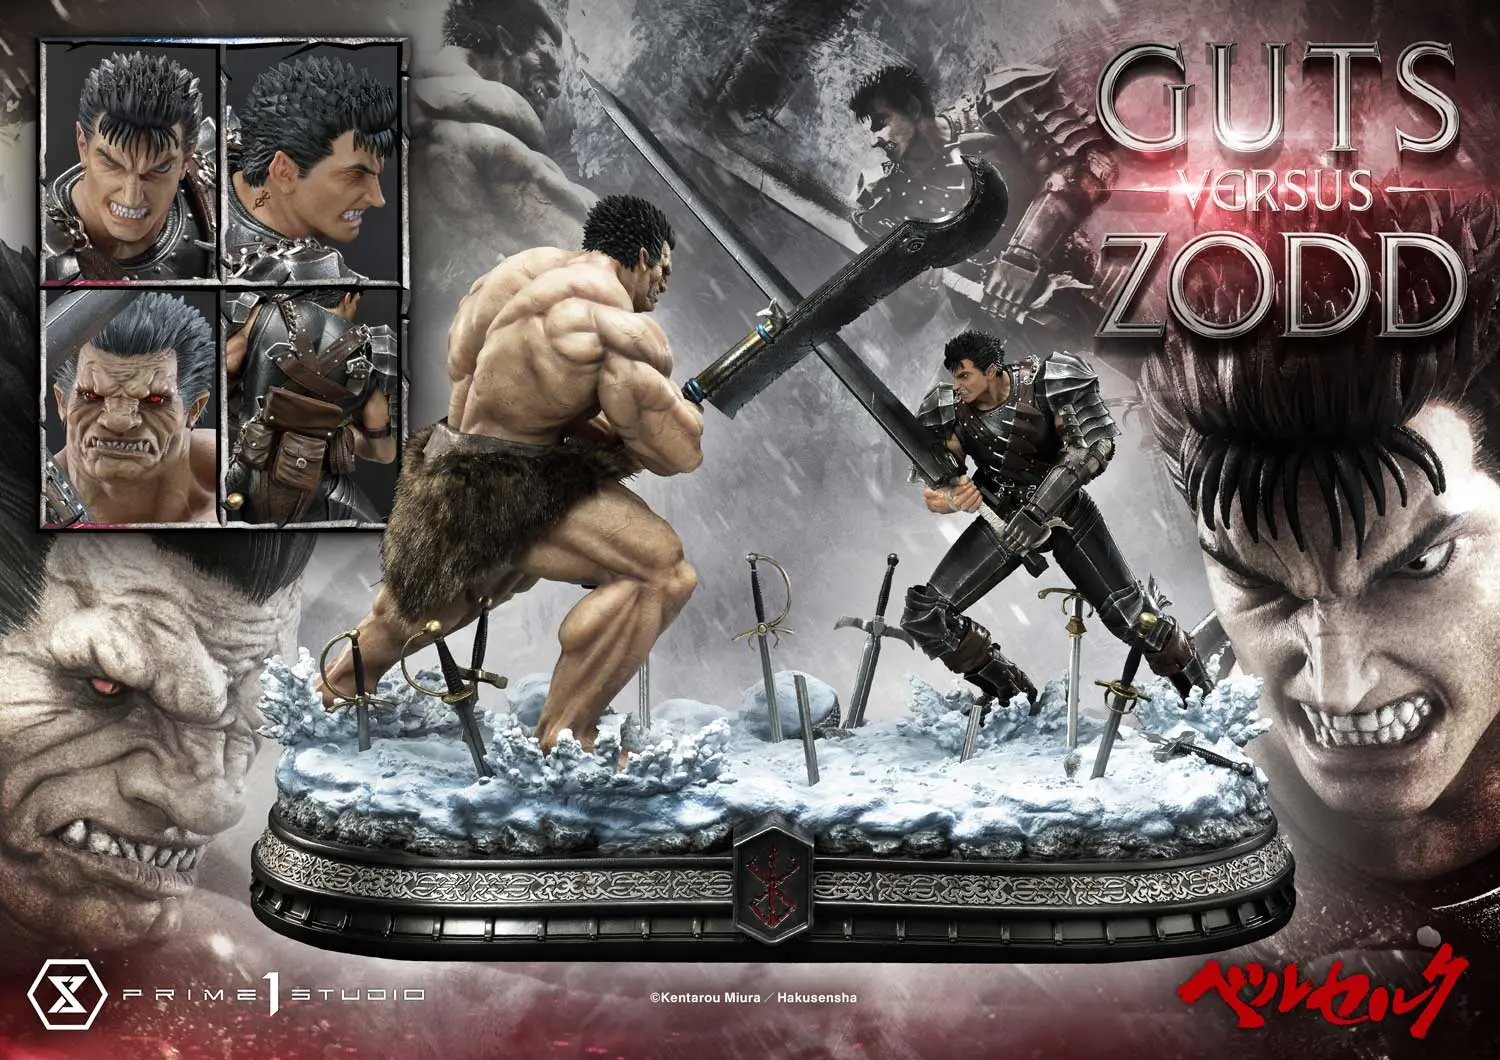 GUTS
VERSUS
ZODD
PRIME 1 STUDIO
©Kentarou Miura / Hakusensha
ベルセルク